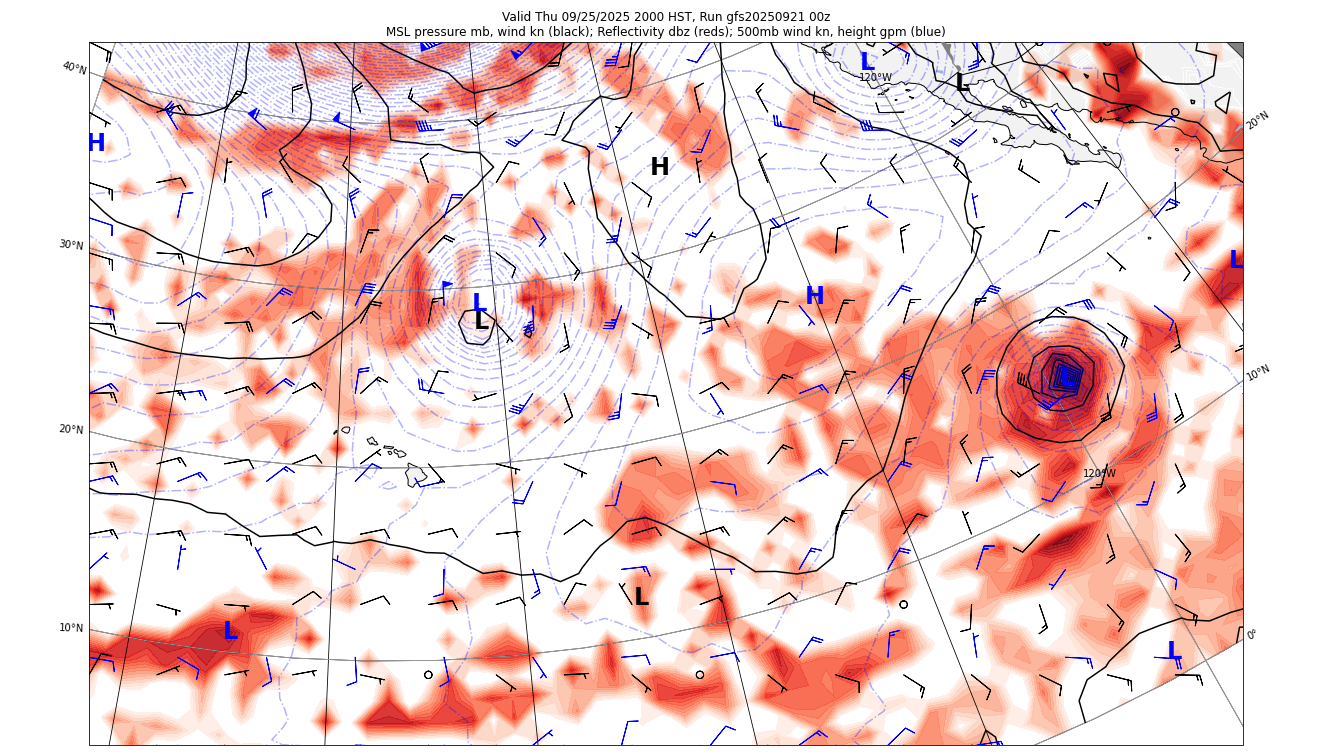 Valid Thu 09/25/2025 2000 HST, Run gfs20250921 00z
MSL pressure mb, wind kn (black); Reflectivity dbz (reds); 500mb wind kn, height gpm (blue)
40°N
L
120°W
L
20°N
H
H
30°N
L
L
L
H
10°N
20°N
120°W
L
10°N
L
0°
L